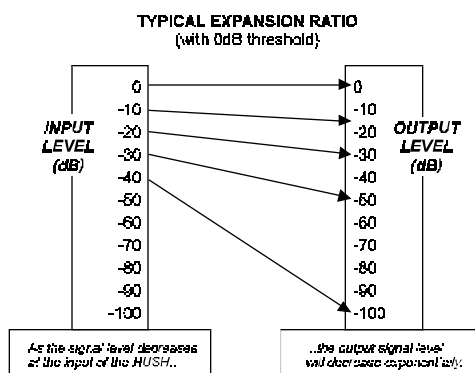 TYPICAL EXPANSION RATIO
(with 0dB threshold)
INPUT
LEVEL
(dB)
0
-10
-20
-30
-40
-50
-60
-70
-80
-90
-100
0
-10
-20
-30
-40
-50
-60
-70
-80
-90
-100
OUTPUT
LEVEL
(dB)
As the signal level decreases
at the input of the HUSH..
..the output signal level
will decrease exponentially.